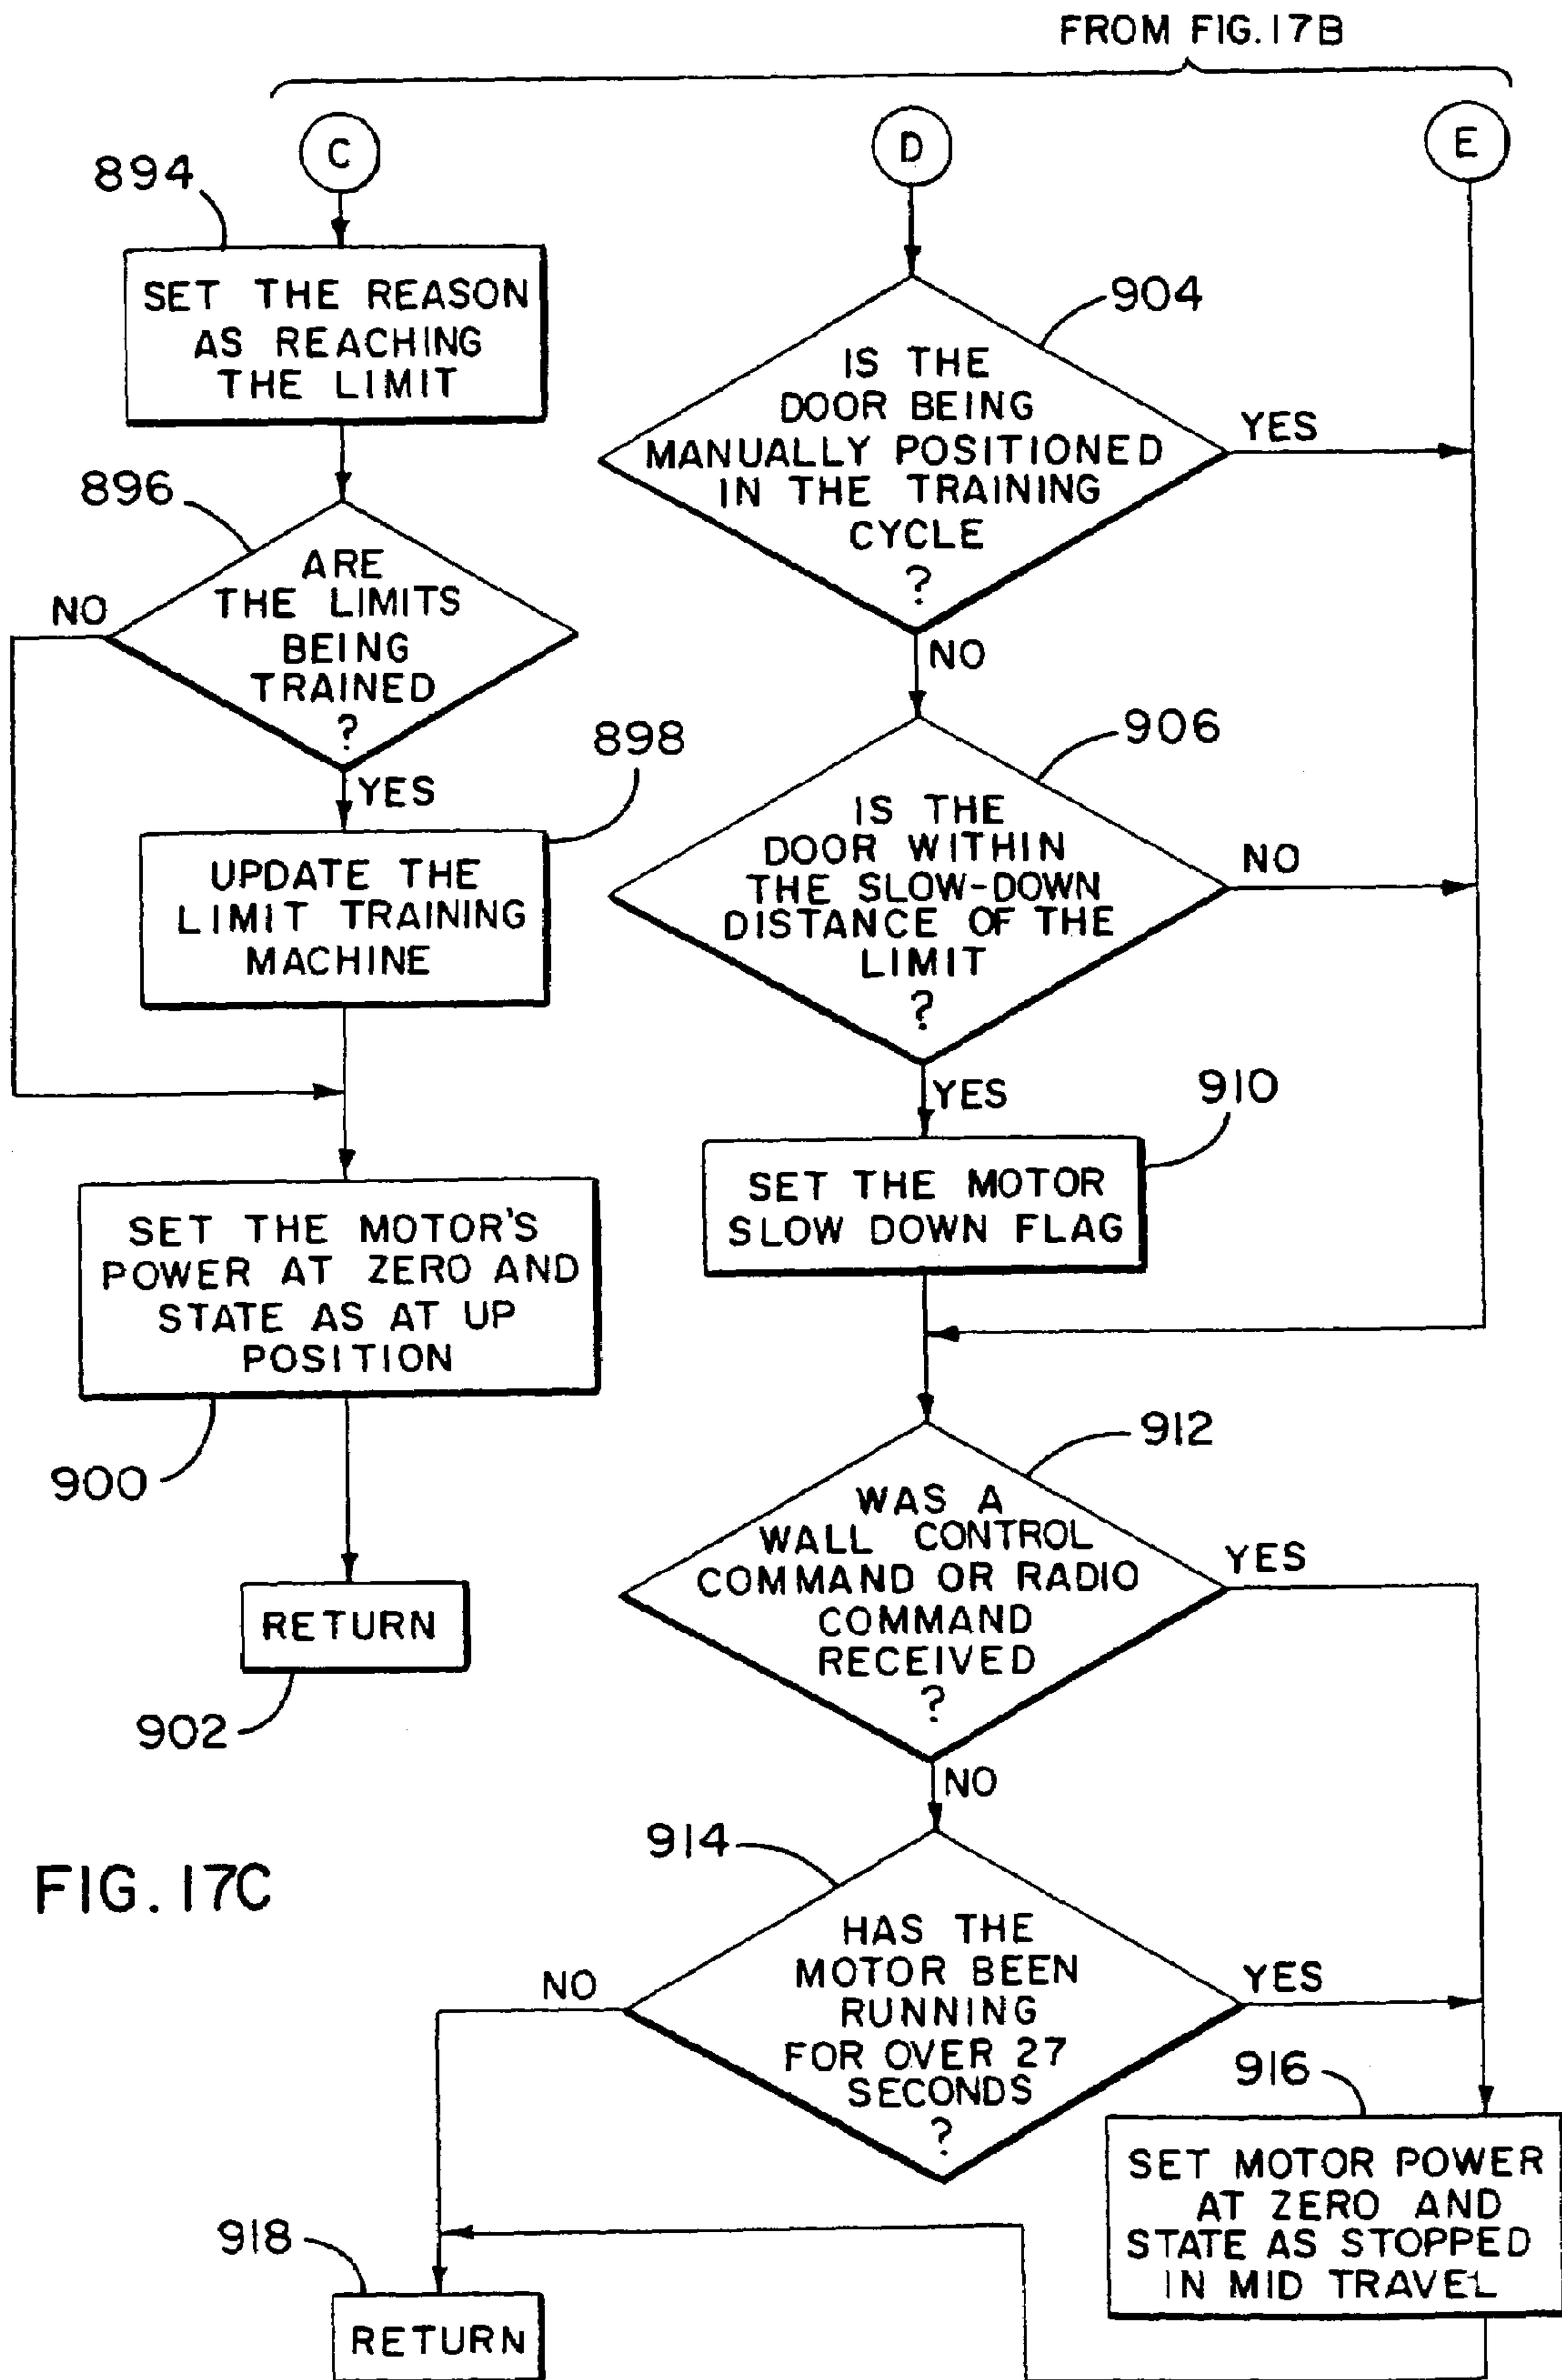 FROM FIG. 17B
C
D
E
894
SET THE REASON
AS REACHING
THE LIMIT
896
ARE
THE LIMITS
BEING
TRAINED
?
NO
YES
898
UPDATE THE
LIMIT TRAINING
MACHINE
SET THE MOTOR'S
POWER AT ZERO AND
STATE AS AT UP
POSITION
900
RETURN
902
904
IS THE
DOOR BEING
MANUALLY POSITIONED
IN THE TRAINING
CYCLE
?
YES
NO
906
IS THE
DOOR WITHIN
THE SLOW-DOWN
DISTANCE OF THE
LIMIT
?
NO
YES
910
SET THE MOTOR
SLOW DOWN FLAG
912
WAS A
WALL CONTROL
COMMAND OR RADIO
COMMAND
RECEIVED
?
YES
NO
914
HAS THE
MOTOR BEEN
RUNNING
FOR OVER 27
SECONDS
?
NO
YES
916
SET MOTOR POWER
AT ZERO AND
STATE AS STOPPED
IN MID TRAVEL
918
RETURN
FIG. 17C